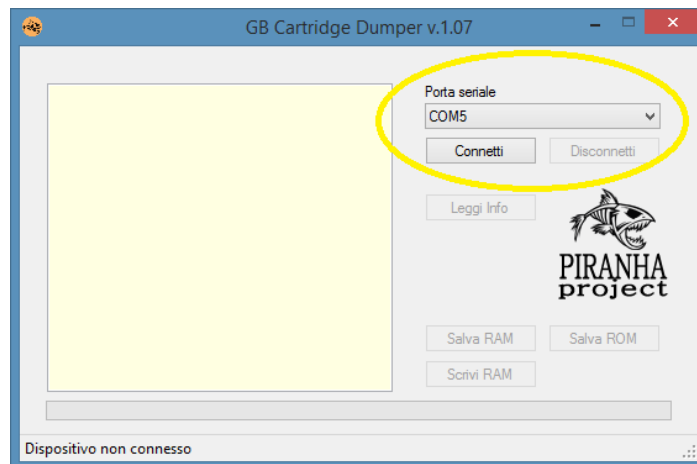 GB Cartridge Dumper v.1.07
Porta seriale
COM5
Connetti Disconnetti
Leggi Info
PIRANHA
project
Salva RAM Salva ROM
Scrivi RAM
Dispositivo non connesso